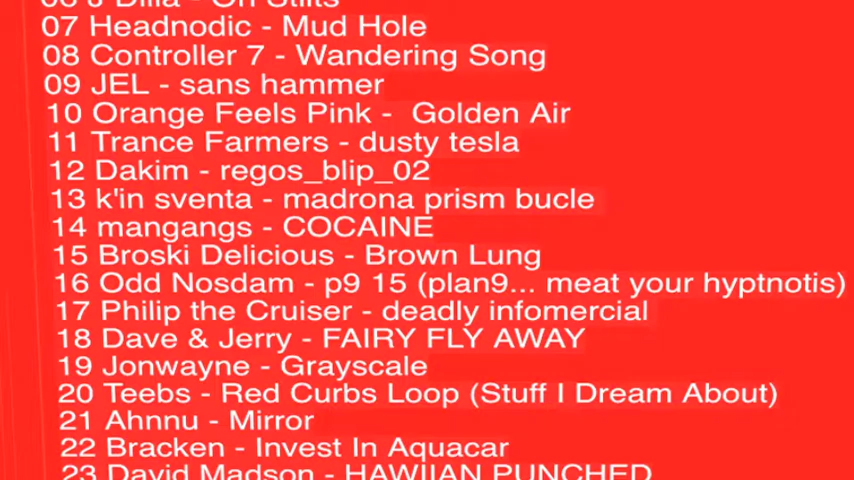 06 J Dilla - On Stilts
07 Headnodic - Mud Hole
08 Controller 7 - Wandering Song
09 JEL - sans hammer
10 Orange Feels Pink -  Golden Air
11 Trance Farmers - dusty tesla
12 Dakim - regos_blip_02
13 k'in sventa - madrona prism bucle
14 mangangs - COCAINE
15 Broski Delicious - Brown Lung
16 Odd Nosdam - p9 15 (plan9... meat your hyptnotis)
17 Philip the Cruiser - deadly infomercial
18 Dave & Jerry - FAIRY FLY AWAY
19 Jonwayne - Grayscale
20 Teebs - Red Curbs Loop (Stuff I Dream About)
21 Ahnnu - Mirror
22 Bracken - Invest In Aquacar
23 David Madson - HAWIIAN PUNCHED